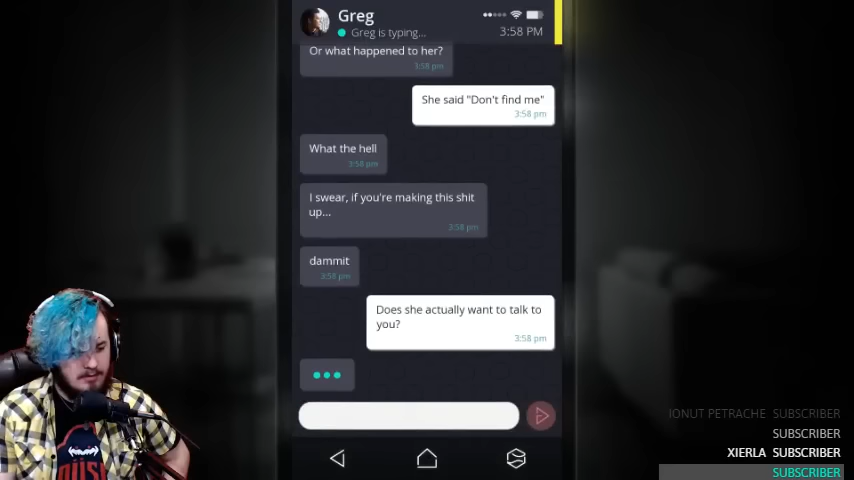 Greg
Greg is typing...
3:58 PM
Or what happened to her?
3:58 pm
She said "Don't find me"
3:58 pm
What the hell
3:58 pm
I swear, if you're making this shit
up...
3:58 pm
dammit
3:58 pm
Does she actually want to talk to
you?
3:58 pm
IONUT PETRACHE SUBSCRIBER
SUBSCRIBER
XIERLA SUBSCRIBER
SUBSCRIBER